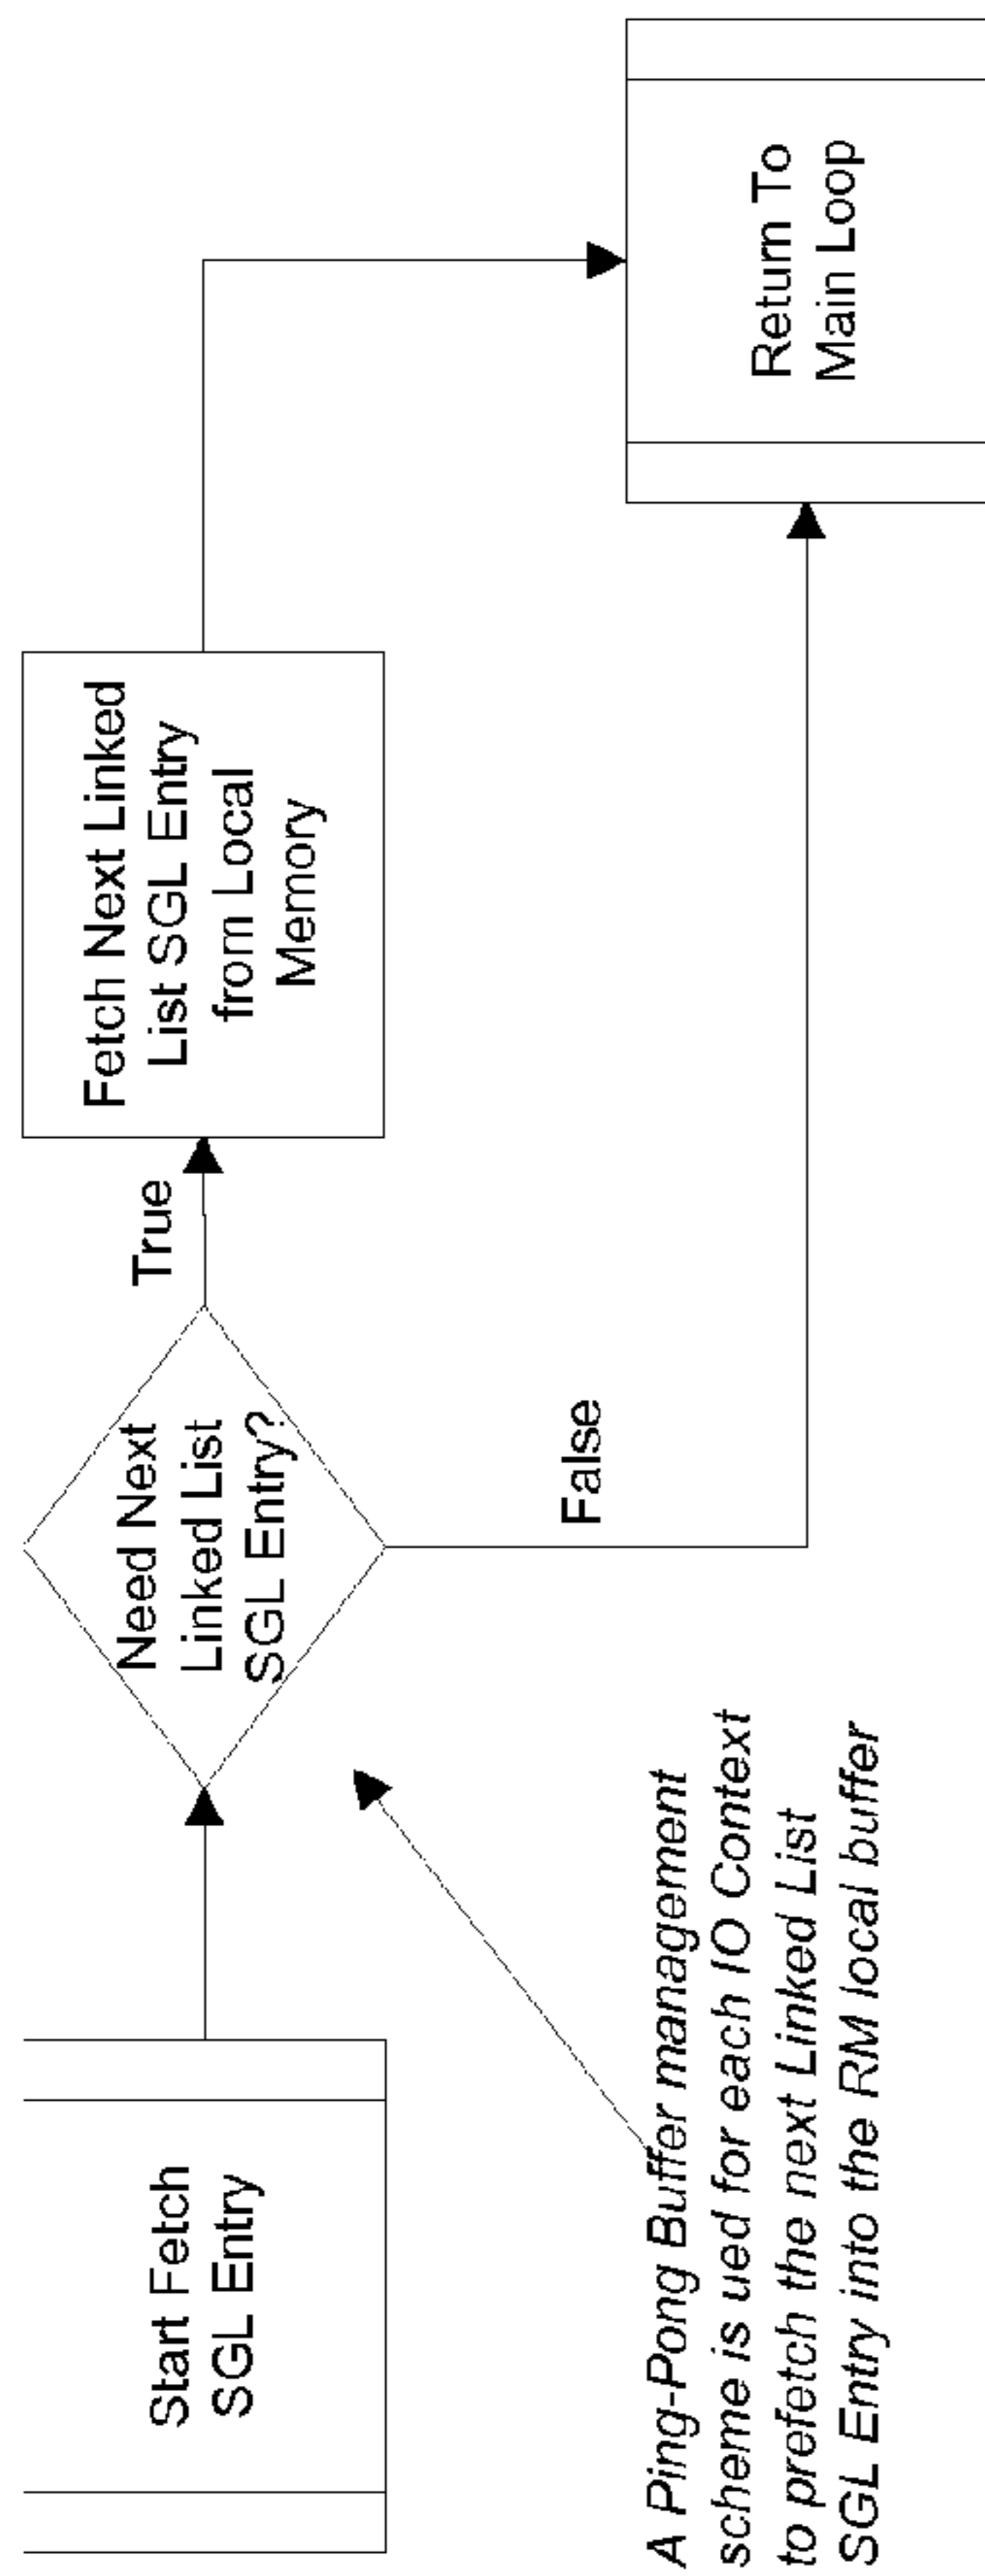 Start Fetch
SGL Entry
Need Next
Linked List
SGL Entry?
True
Fetch Next Linked
List SGL Entry
from Local
Memory
False
Return To
Main Loop
A Ping-Pong Buffer management
scheme is ued for each IO Context
to prefetch the next Linked List
SGL Entry into the RM local buffer